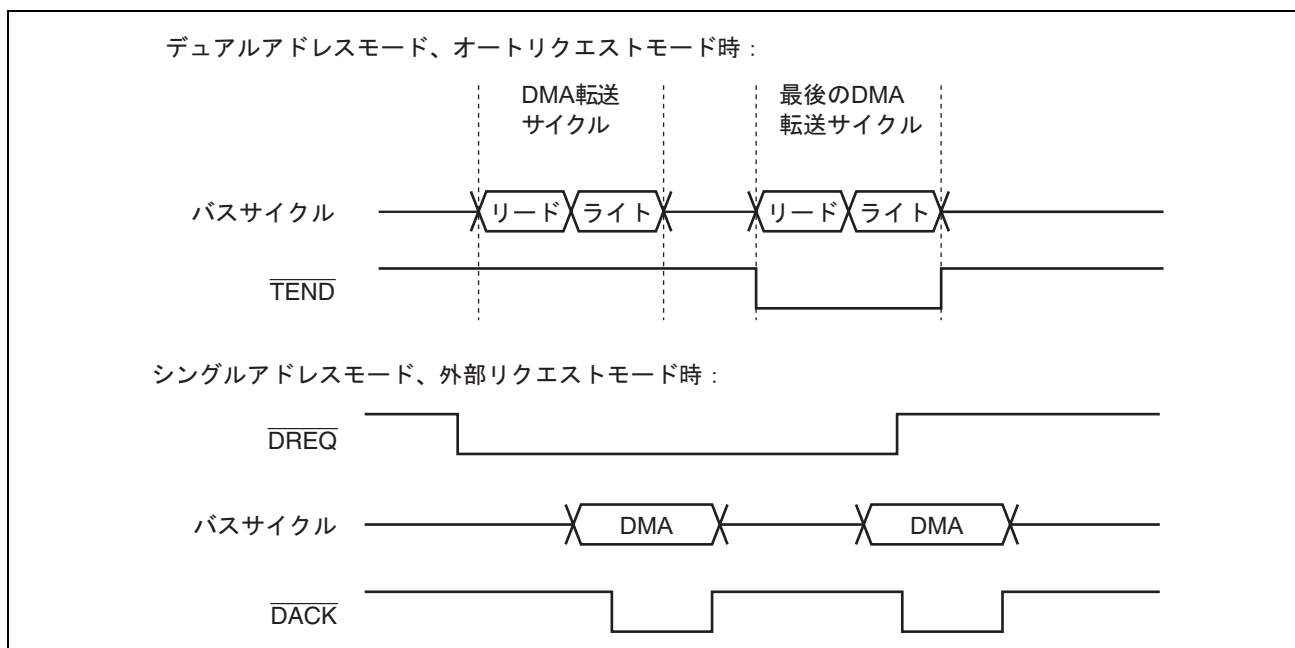 デュアルアドレスモード、オートリクエストモード時:
DMA転送
サイクル
最後のDMA
転送サイクル
バスサイクル
リード
ライト
リード
ライト
TEND
シングルアドレスモード、外部リクエストモード時:
DREQ
バスサイクル
DMA
DMA
DACK